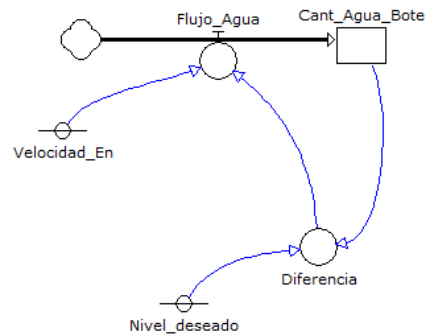 Flujo_Agua
Cant_Agua_Bote
Velocidad_En
Diferencia
Nivel_deseado